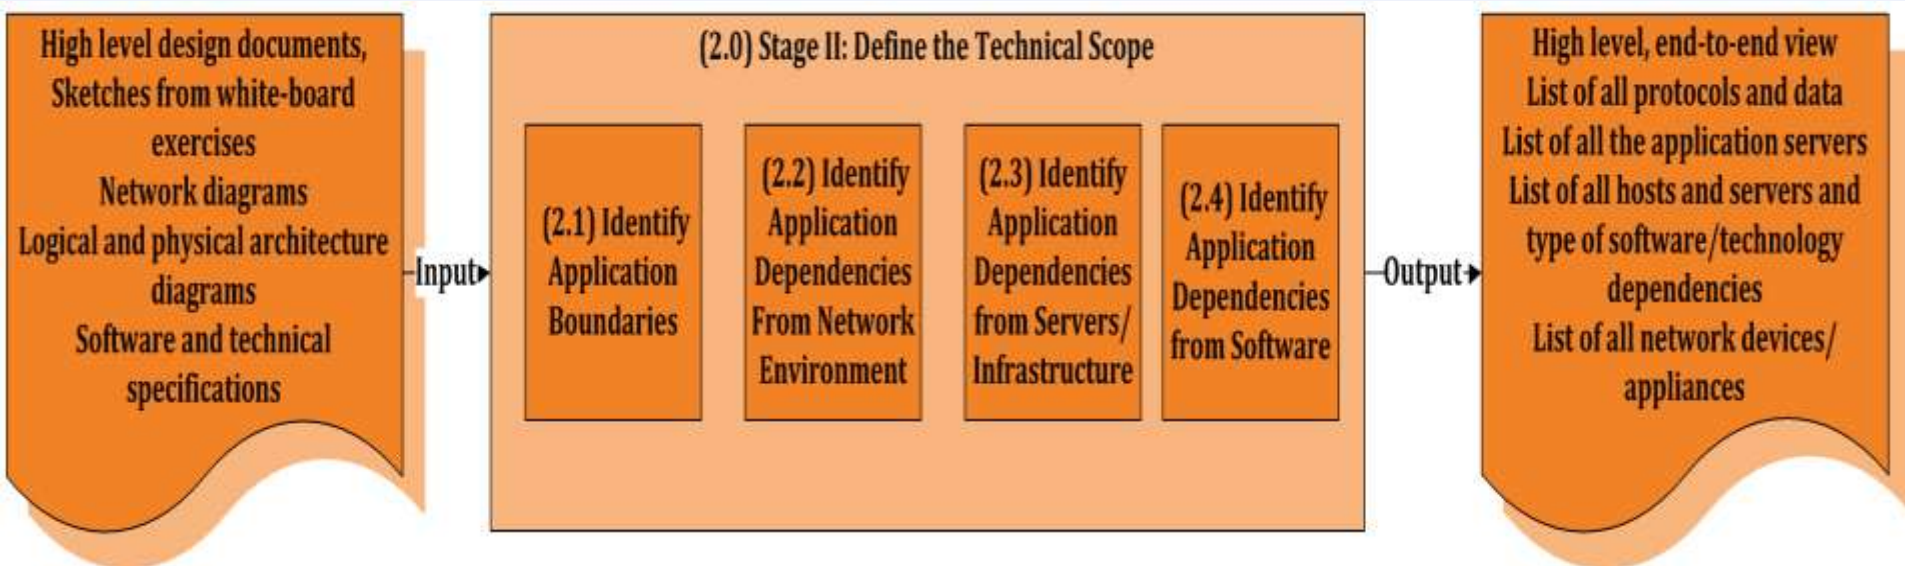 High level design documents,
Sketches from white-board
exercises
Network diagrams
Logical and physical architecture
diagrams
Software and technical
specifications
Input
(2.0) Stage II: Define the Technical Scope
(2.1) Identify
Application
Boundaries
(2.2) Identify
Application
Dependencies
From Network
Environment
(2.3) Identify
Application
Dependencies
from Servers/
Infrastructure
(2.4) Identify
Application
Dependencies
from Software
Output
High level, end-to-end view
List of all protocols and data
List of all the application servers
List of all hosts and servers and
type of software/technology
dependencies
List of all network devices/
appliances